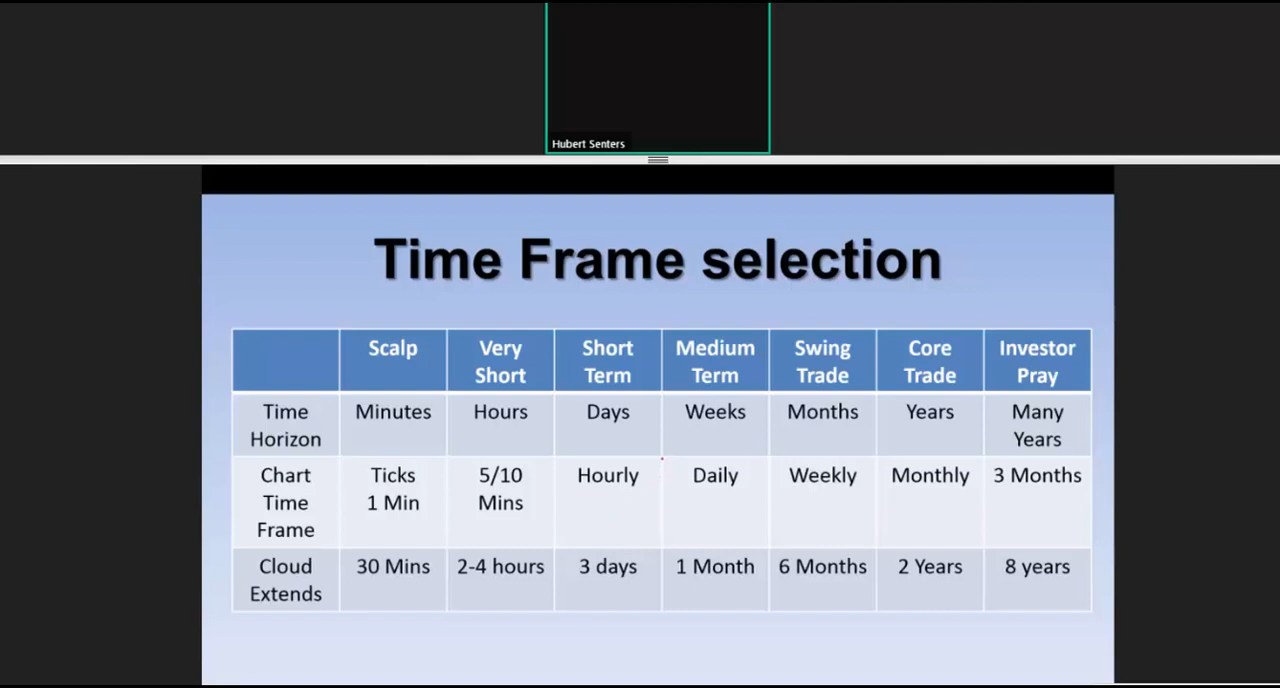 Hubert Senters
Time Frame selection
Scalp
Very
Short
Short
Term
Medium
Term
Swing
Trade
Core
Trade
Investor
Pray
Time
Horizon
Minutes
Hours
Days
Weeks
Months
Years
Many
Years
Chart
Time
Frame
Ticks
1 Min
5/10
Mins
Hourly
Daily
Weekly
Monthly
3 Months
Cloud
Extends
30 Mins
2-4 hours
3 days
1 Month
6 Months
2 Years
8 years